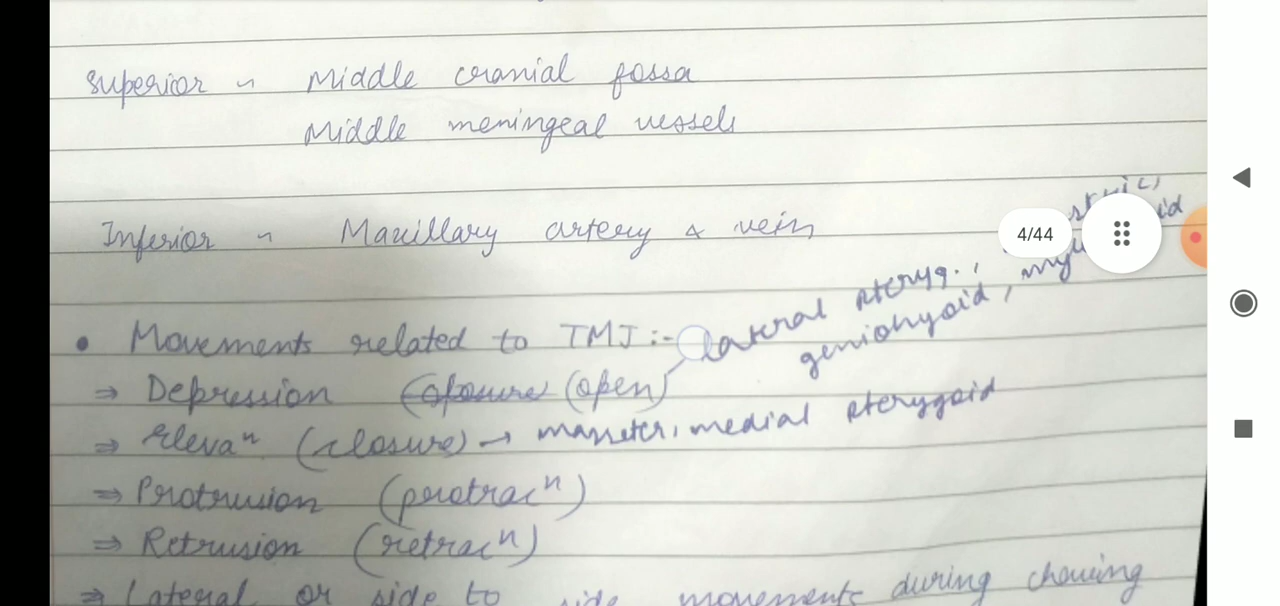 Superior ~ Middle cranial fossa
Middle meningeal vessels
Inferior ~ Maxillary artery & vein
4/44
• Movements related to TMJ :- lateral pteryg.,
geniohyoid,
⇒ Depression (oposure) (open)
⇒ Elevaⁿ (closure) → masseter, medial pterygoid
⇒ Protrusion (protracⁿ)
⇒ Retrusion (retracⁿ)
⇒ Lateral or side to side movements during chewing